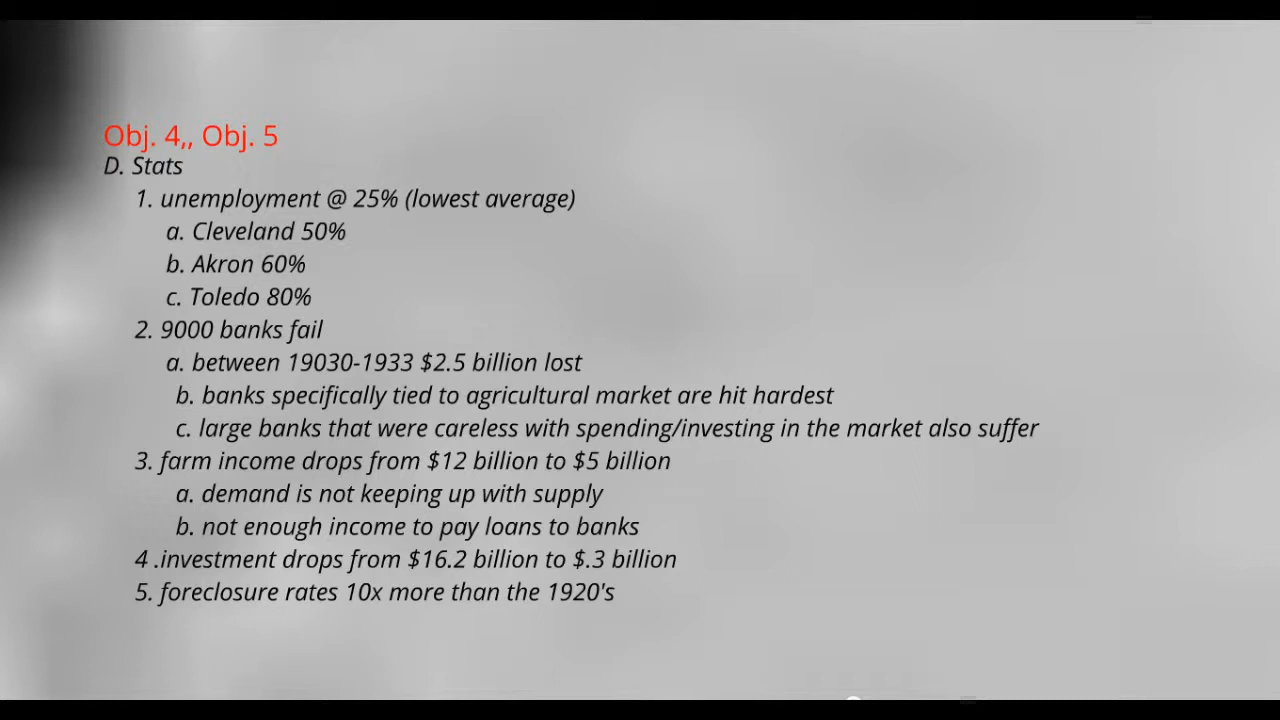 Obj. 4,, Obj. 5
D. Stats
1. unemployment @ 25% (lowest average)
a. Cleveland 50%
b. Akron 60%
c. Toledo 80%
2. 9000 banks fail
a. between 19030-1933 $2.5 billion lost
b. banks specifically tied to agricultural market are hit hardest
c. large banks that were careless with spending/investing in the market also suffer
3. farm income drops from $12 billion to $5 billion
a. demand is not keeping up with supply
b. not enough income to pay loans to banks
4 .investment drops from $16.2 billion to $.3 billion
5. foreclosure rates 10x more than the 1920's